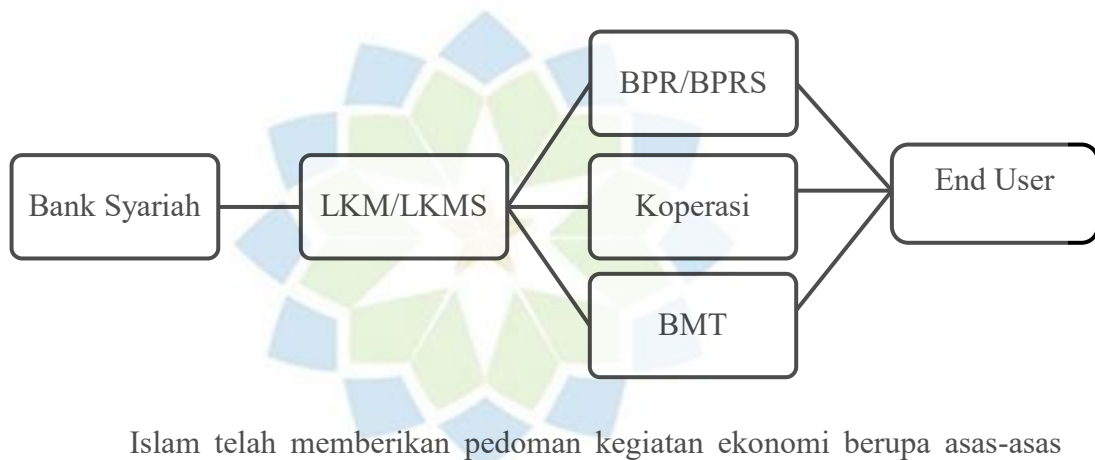 Bank Syariah
LKM/LKMS
BPR/BPRS
Koperasi
BMT
End User
Islam telah memberikan pedoman kegiatan ekonomi berupa asas-asas